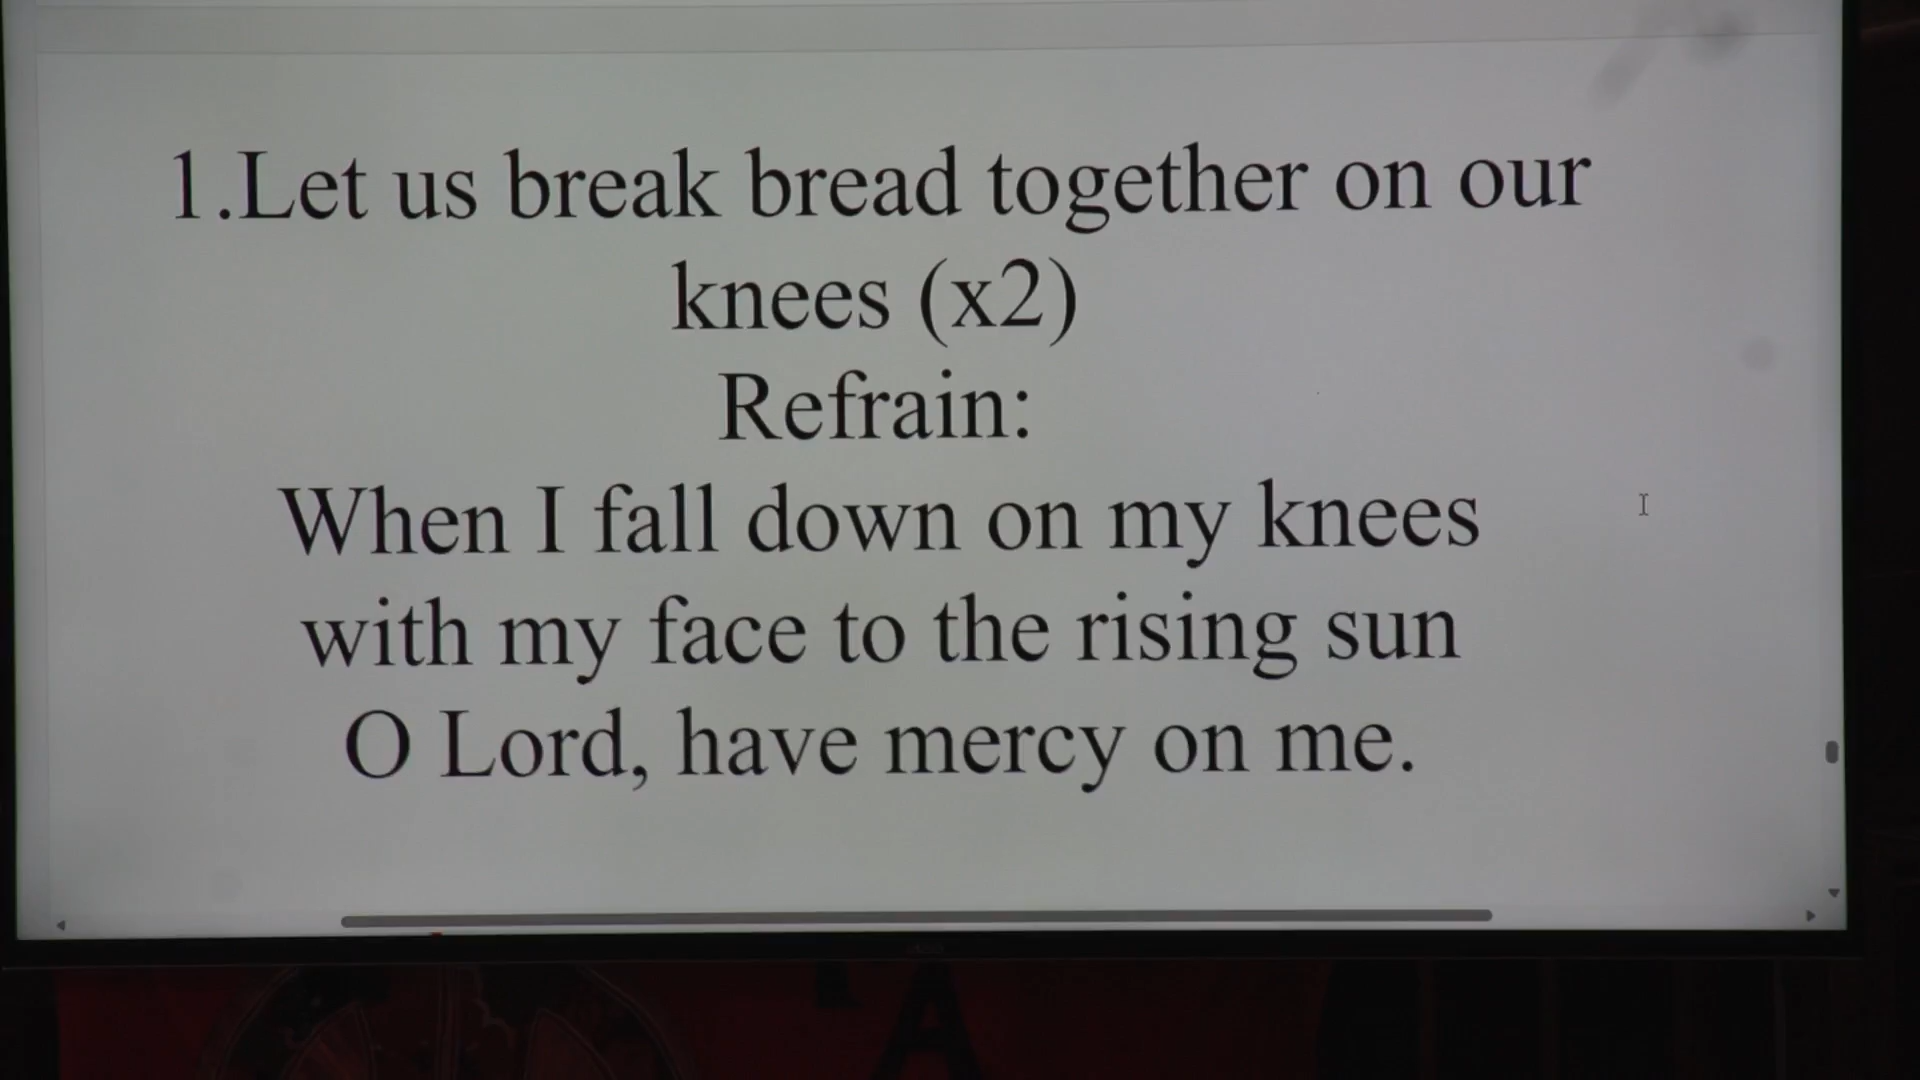 1.Let us break bread together on our
knees (x2)
Refrain:
When I fall down on my knees
with my face to the rising sun
O Lord, have mercy on me.